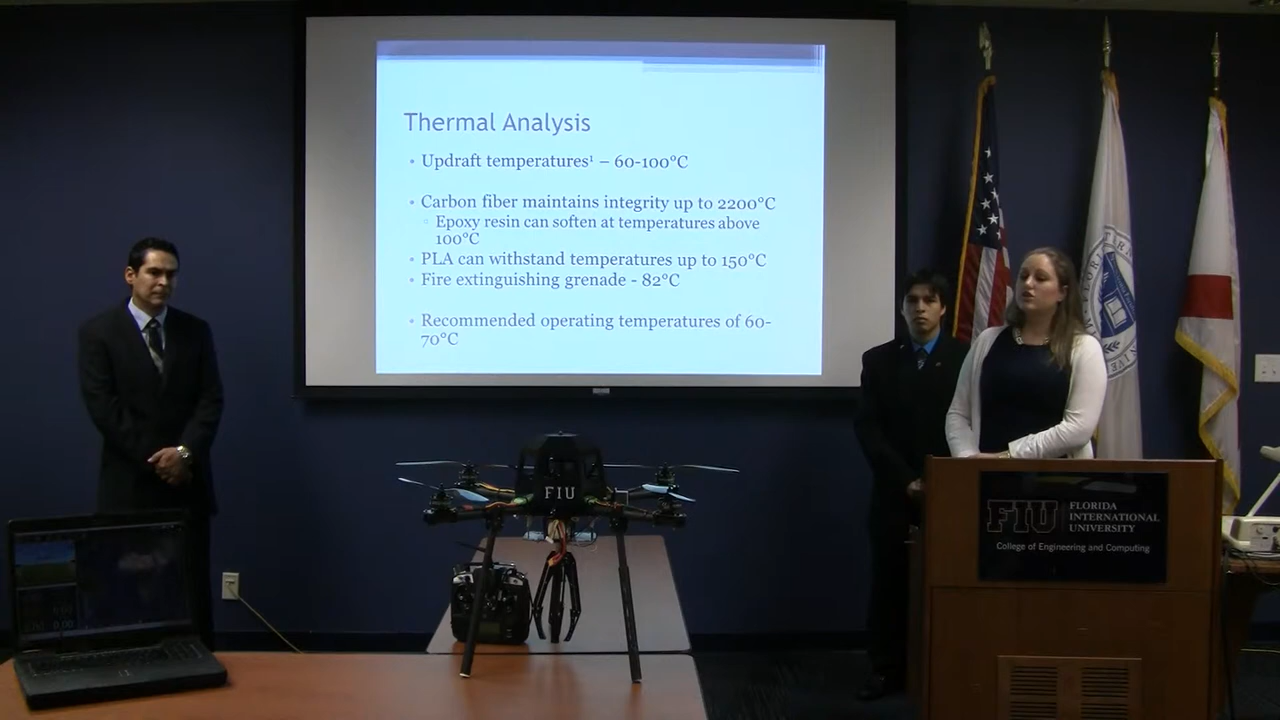 Thermal Analysis
• Updraft temperatures¹ – 60-100°C
• Carbon fiber maintains integrity up to 2200°C
Epoxy resin can soften at temperatures above
100°C
• PLA can withstand temperatures up to 150°C
• Fire extinguishing grenade - 82°C
• Recommended operating temperatures of 60-
70°C
FIU
FIU
FLORIDA
INTERNATIONAL
UNIVERSITY
College of Engineering and Computing